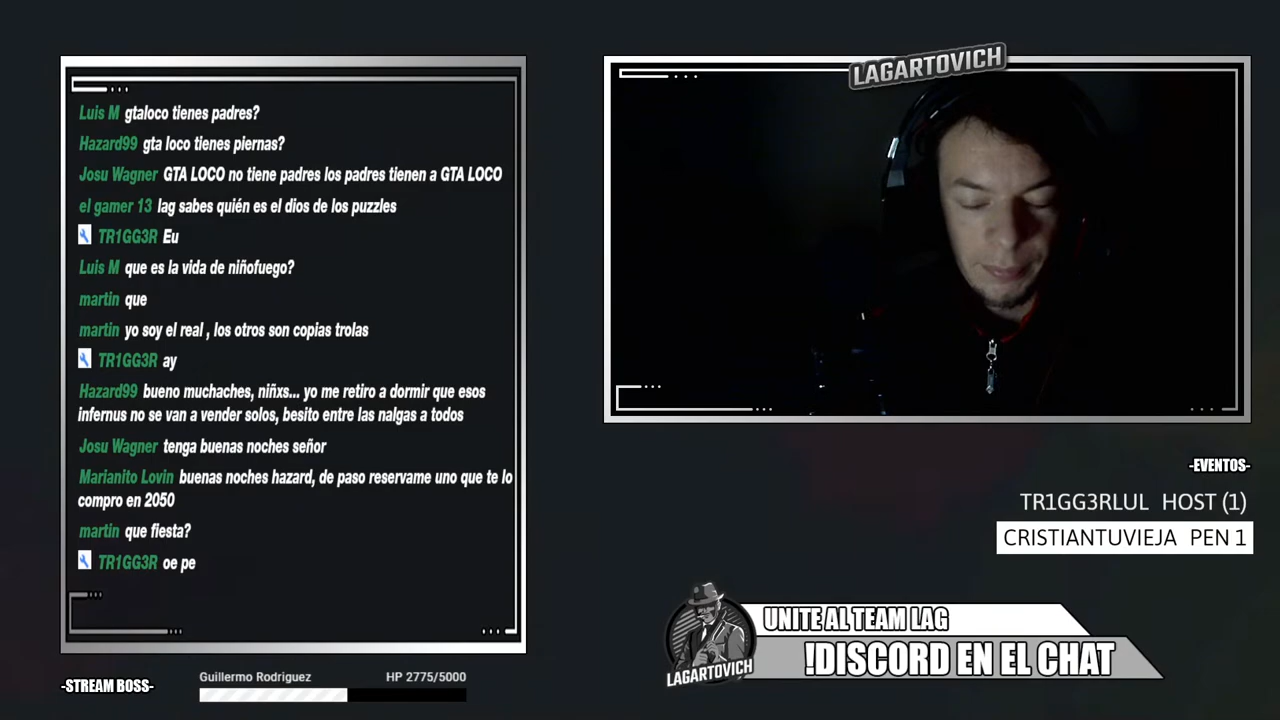 Luis M gtaloco tienes padres?
Hazard99 gta loco tienes piernas?
Josu Wagner GTA LOCO no tiene padres los padres tienen a GTA LOCO
el gamer 13 lag sabes quién es el dios de los puzzles
TR1GG3R Eu
Luis M que es la vida de niñofuego?
martin que
martin yo soy el real , los otros son copias trolas
TR1GG3R ay
Hazard99 bueno muchaches, niñxs... yo me retiro a dormir que esos
infernus no se van a vender solos, besito entre las nalgas a todos
Josu Wagner tenga buenas noches señor
Marianito Lovin buenas noches hazard, de paso reservame uno que te lo
compro en 2050
martin que fiesta?
TR1GG3R oe pe
-STREAM BOSS-
Guillermo Rodriguez HP 2775/5000
LAGARTOVICH
-EVENTOS-
TR1GG3RLUL HOST (1)
CRISTIANTUVIEJA PEN 1
UNITE AL TEAM LAG
!DISCORD EN EL CHAT
LAGARTOVICH